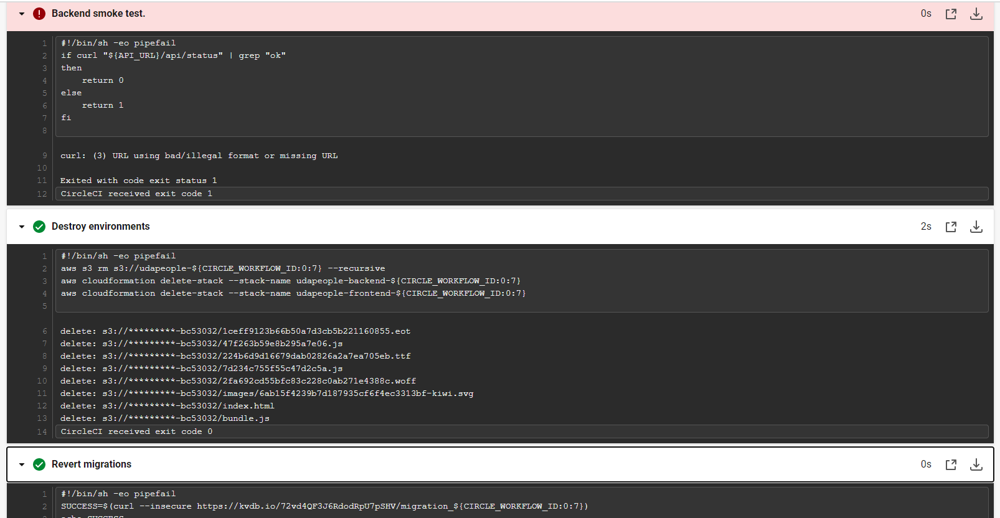 Backend smoke test.
0s
1 #!/bin/sh -eo pipefail
2 if curl "${API_URL}/api/status" | grep "ok"
3 then
4 return 0
5 else
6 return 1
7 fi
8
9 curl: (3) URL using bad/illegal format or missing URL
10
11 Exited with code exit status 1
12 CircleCI received exit code 1
Destroy environments
2s
1 #!/bin/sh -eo pipefail
2 aws s3 rm s3://udapeople-${CIRCLE_WORKFLOW_ID:0:7} --recursive
3 aws cloudformation delete-stack --stack-name udapeople-backend-${CIRCLE_WORKFLOW_ID:0:7}
4 aws cloudformation delete-stack --stack-name udapeople-frontend-${CIRCLE_WORKFLOW_ID:0:7}
5
6 delete: s3://*********-bc53032/1ceff9123b66b50a7d3cb5b221160855.eot
7 delete: s3://*********-bc53032/47f263b59e8b295a7e06.js
8 delete: s3://*********-bc53032/224b6d9d16679dab02826a2a7ea705eb.ttf
9 delete: s3://*********-bc53032/7d234c755f55c47d2c5a.js
10 delete: s3://*********-bc53032/2fa692cd55bfc83c228c0ab271e4388c.woff
11 delete: s3://*********-bc53032/images/6ab15f4239b7d187935cf6f4ec3313bf-kiwi.svg
12 delete: s3://*********-bc53032/index.html
13 delete: s3://*********-bc53032/bundle.js
14 CircleCI received exit code 0
Revert migrations
0s
1 #!/bin/sh -eo pipefail
2 SUCCESS=$(curl --insecure https://kvdb.io/72vd4QF3J6RdodRpU7pSHV/migration_${CIRCLE_WORKFLOW_ID:0:7})